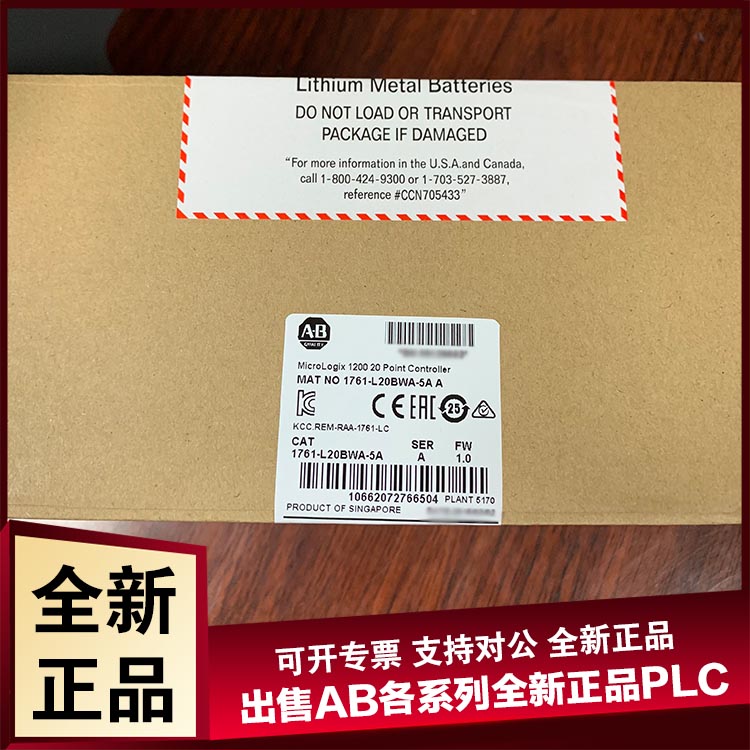 Lithium Metal Batteries
DO NOT LOAD OR TRANSPORT
PACKAGE IF DAMAGED
“For more information in the U.S.A.and Canada,
call 1-800-424-9300 or 1-703-527-3887,
reference #CCN705433”
A-B
QUALITY
MicroLogix 1200 20 Point Controller
MAT NO 1761-L20BWA-5A A
CE EAC 25
KCC.REM-RAA-1761-LC
CAT SER FW
1761-L20BWA-5A A 1.0
10662072766504 PLANT 5170
PRODUCT OF SINGAPORE
全新
正品
可开专票 支持对公 全新正品
出售AB各系列全新正品PLC